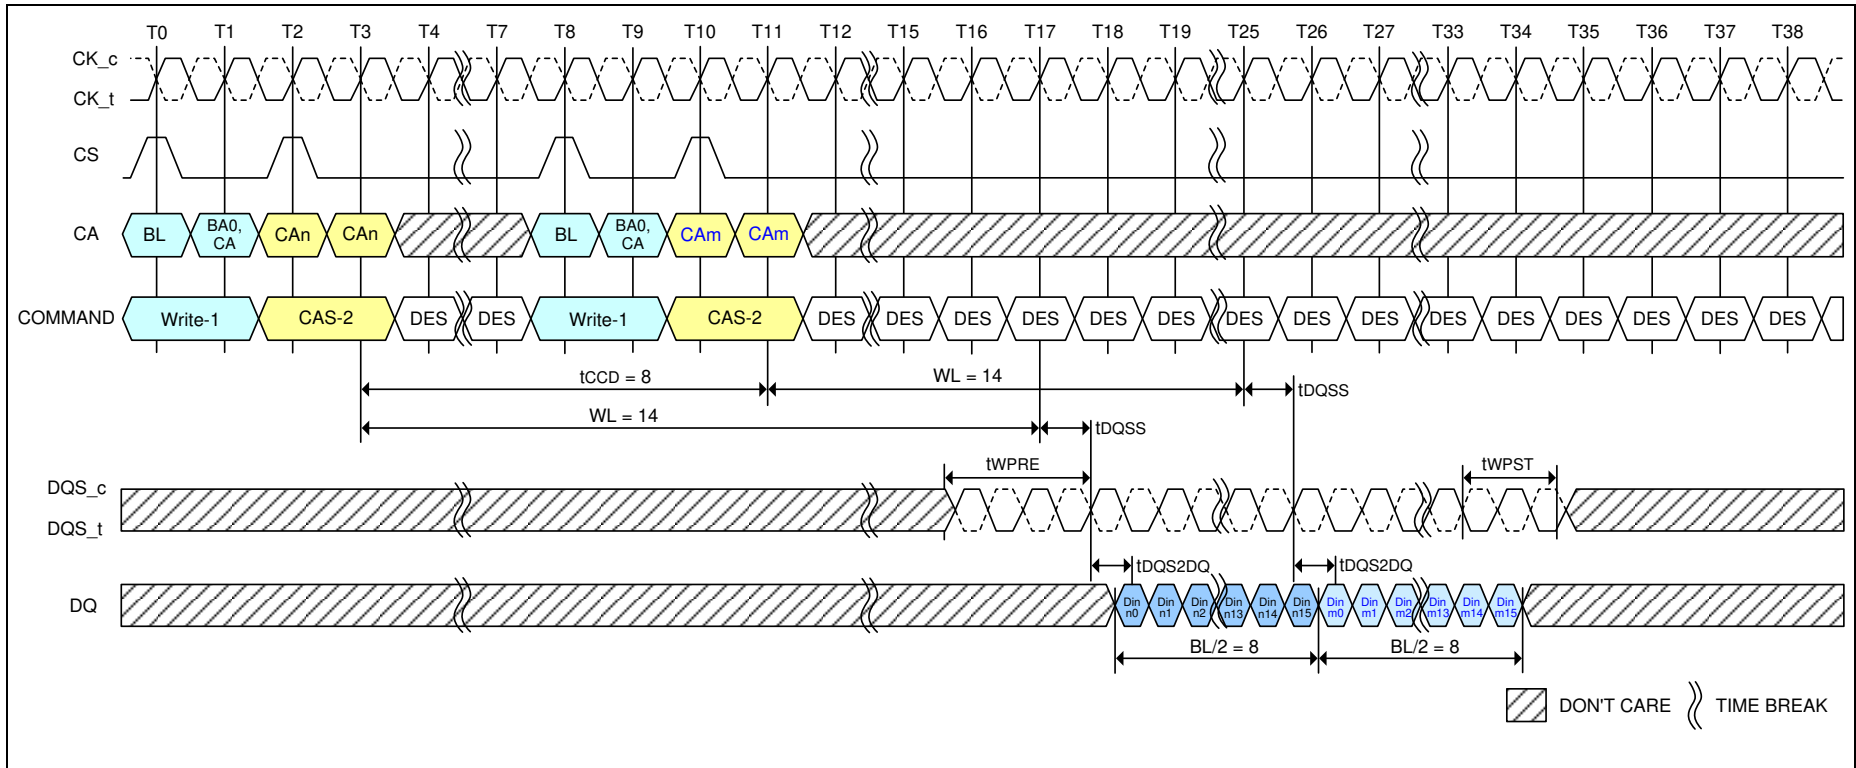 T0 T1 T2 T3 T4 T7 T8 T9 T10 T11 T12 T15 T16 T17 T18 T19 T25 T26 T27 T33 T34 T35 T36 T37 T38
CK_c
CK_t
CS
CA BL BA0, CA CAn CAn BL BA0, CA CAm CAm
COMMAND Write-1 CAS-2 DES DES Write-1 CAS-2 DES DES DES DES DES DES DES DES DES DES DES DES DES DES DES
tCCD = 8 WL = 14 tDQSS
WL = 14 tDQSS
tWPRE tWPST
DQS_c
DQS_t
tDQS2DQ tDQS2DQ
DQ Din n0 Din n1 Din n2 Din n13 Din n14 Din n15 Din m0 Din m1 Din m2 Din m13 Din m14 Din m15
BL/2 = 8 BL/2 = 8
DON'T CARE TIME BREAK